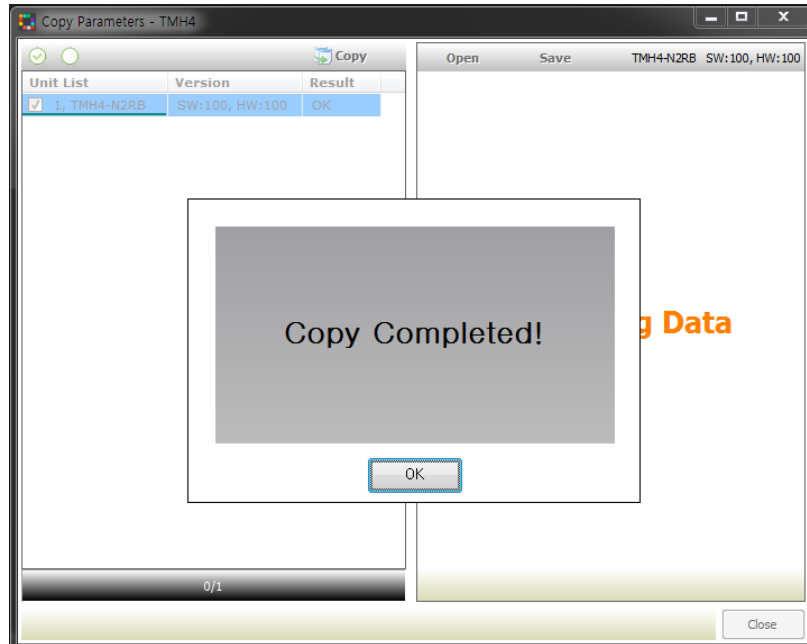 Copy Parameters - TMH4
Copy
Open Save TMH4-N2RB SW:100, HW:100
Unit List Version Result
1, TMH4-N2RB SW:100, HW:100 OK
Copy Completed!
Data
OK
0/1
Close